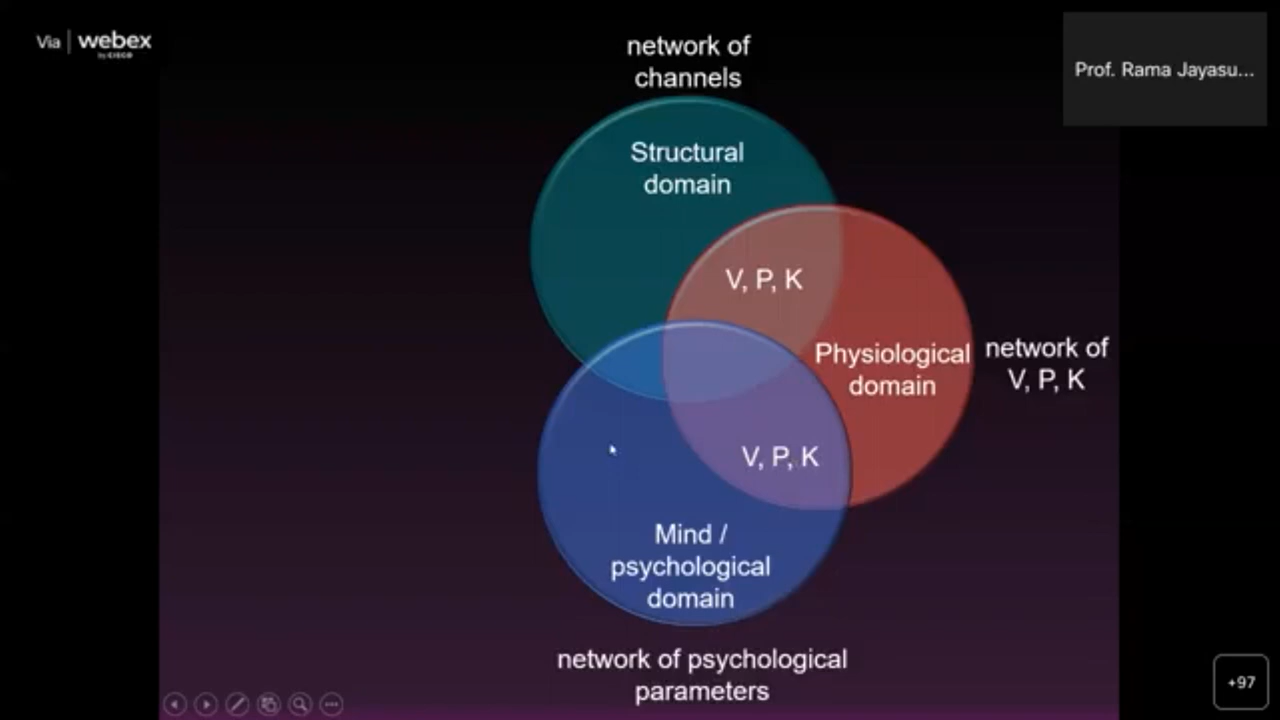 Via | webex
by CISCO
Prof. Rama Jayasu...
network of
channels
Structural
domain
V, P, K
Physiological
domain
network of
V, P, K
V, P, K
Mind /
psychological
domain
network of psychological
parameters
+97